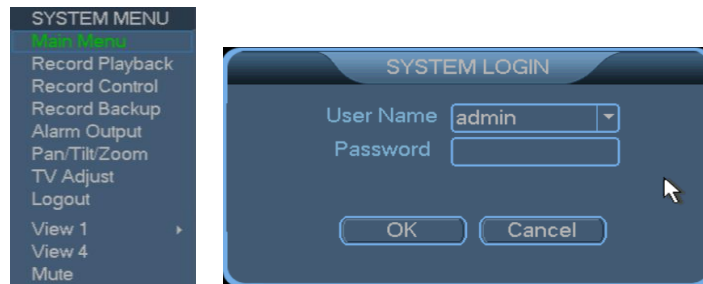 SYSTEM MENU
Main Menu
Record Playback
Record Control
Record Backup
Alarm Output
Pan/Tilt/Zoom
TV Adjust
Logout
View 1
View 4
Mute
SYSTEM LOGIN
User Name admin
Password
OK Cancel